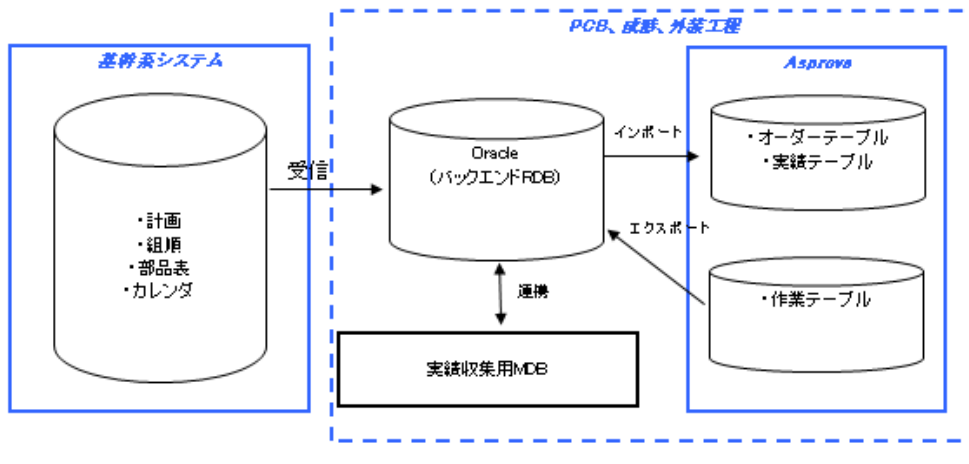 PCB、成形、外装工程
基幹系システム
Asprova
・計画
・組順
・部品表
・カレンダ
受信
Oracle
(バックエンドRDB)
インポート
・オーダーテーブル
・実績テーブル
エクスポート
・作業テーブル
連携
実績収集用MDB